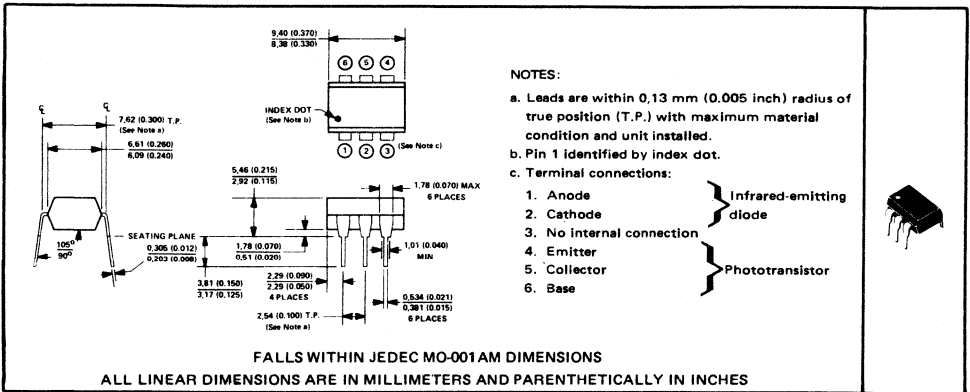 9,40 (0.370)
8,38 (0.330)
6 5 4
INDEX DOT
(See Note b)
1 2 3
(See Note c)
℄ ℄
7,62 (0.300) T.P.
(See Note a)
6,61 (0.260)
6,09 (0.240)
5,46 (0.215)
2,92 (0.115)
1,78 (0.070) MAX
6 PLACES
SEATING PLANE
105°
90°
0,305 (0.012)
0,203 (0.008)
1,78 (0.070)
0,51 (0.020)
1,01 (0.040)
MIN
3,81 (0.150)
3,17 (0.125)
2,29 (0.090)
2,29 (0.050)
4 PLACES
0,534 (0.021)
0,381 (0.015)
6 PLACES
2,54 (0.100) T.P.
(See Note a)
NOTES:
a. Leads are within 0,13 mm (0.005 inch) radius of
true position (T.P.) with maximum material
condition and unit installed.
b. Pin 1 identified by index dot.
c. Terminal connections:
1. Anode
2. Cathode
Infrared-emitting
diode
3. No internal connection
4. Emitter
5. Collector
6. Base
Phototransistor
FALLS WITHIN JEDEC MO-001AM DIMENSIONS
ALL LINEAR DIMENSIONS ARE IN MILLIMETERS AND PARENTHETICALLY IN INCHES